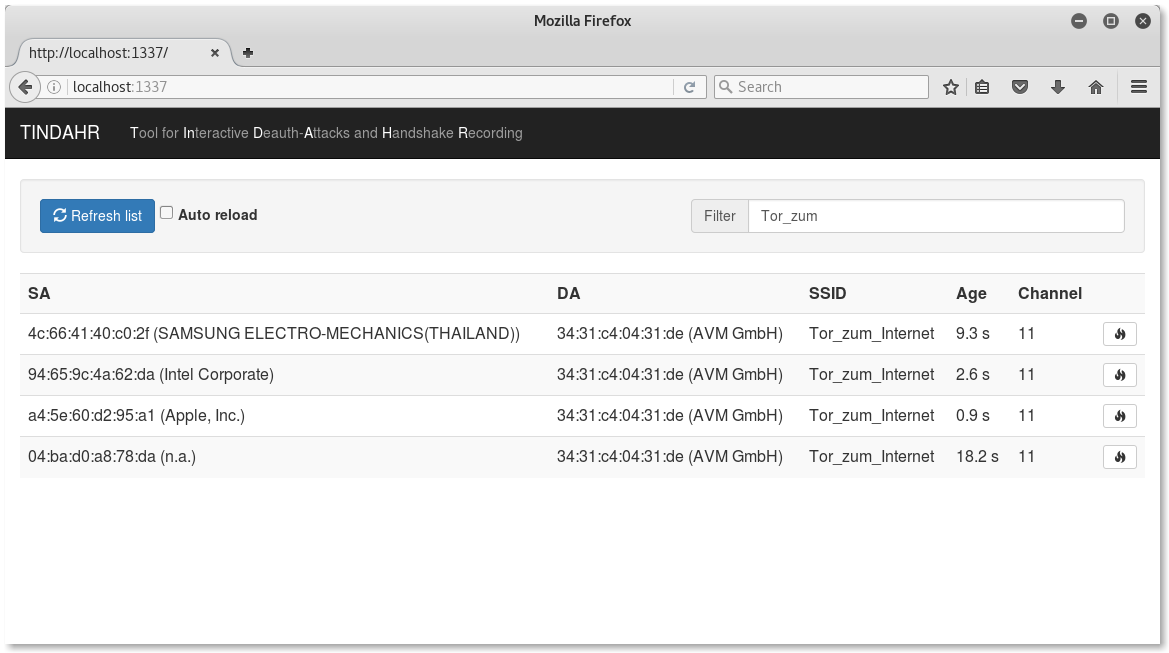 Mozilla Firefox
http://localhost:1337/
localhost:1337
Search
TINDAHR Tool for Interactive Deauth-Attacks and Handshake Recording
Refresh list Auto reload Filter Tor_zum
SA DA SSID Age Channel
4c:66:41:40:c0:2f (SAMSUNG ELECTRO-MECHANICS(THAILAND)) 34:31:c4:04:31:de (AVM GmbH) Tor_zum_Internet 9.3 s 11
94:65:9c:4a:62:da (Intel Corporate) 34:31:c4:04:31:de (AVM GmbH) Tor_zum_Internet 2.6 s 11
a4:5e:60:d2:95:a1 (Apple, Inc.) 34:31:c4:04:31:de (AVM GmbH) Tor_zum_Internet 0.9 s 11
04:ba:d0:a8:78:da (n.a.) 34:31:c4:04:31:de (AVM GmbH) Tor_zum_Internet 18.2 s 11